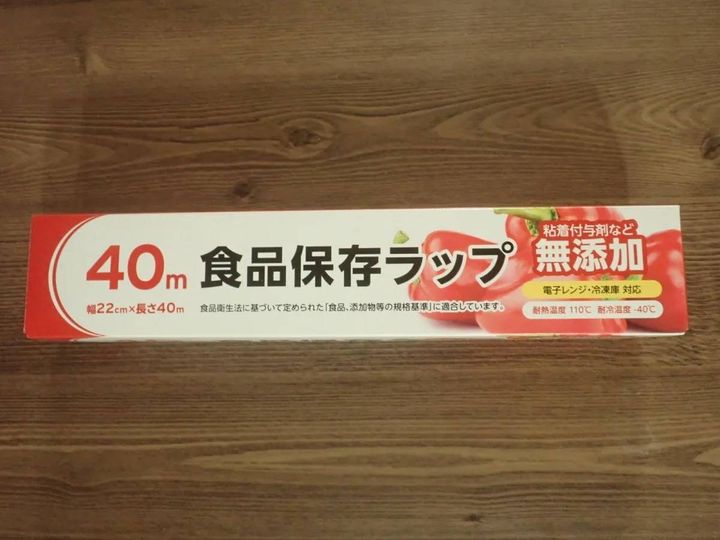 40m
幅22cm×長さ40m
食品保存ラップ
食品衛生法に基づいて定められた「食品、添加物等の規格基準」に適合しています。
粘着付与剤など
無添加
電子レンジ・冷凍庫 対応
耐熱温度 110℃ 耐冷温度 -40℃